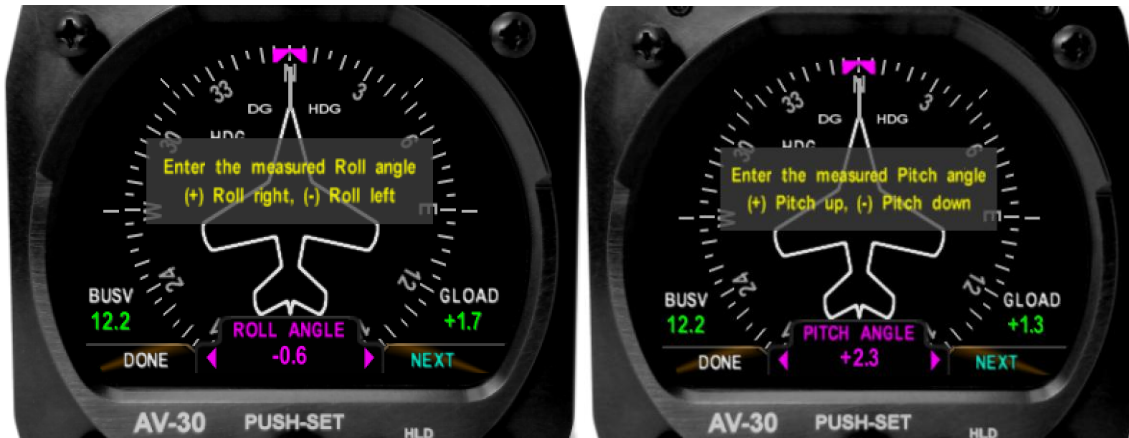 N
33
3
DG HDG
30
HDG
6
Enter the measured Roll angle
(+) Roll right, (-) Roll left
W
E
24
12
BUSV
12.2
GLOAD
+1.7
ROLL ANGLE
-0.6
DONE
NEXT
AV-30 PUSH-SET
HLD
N
33
3
DG HDG
30
HDG
6
Enter the measured Pitch angle
(+) Pitch up, (-) Pitch down
W
E
24
12
BUSV
12.2
GLOAD
+1.3
PITCH ANGLE
+2.3
DONE
NEXT
AV-30 PUSH-SET
HLD